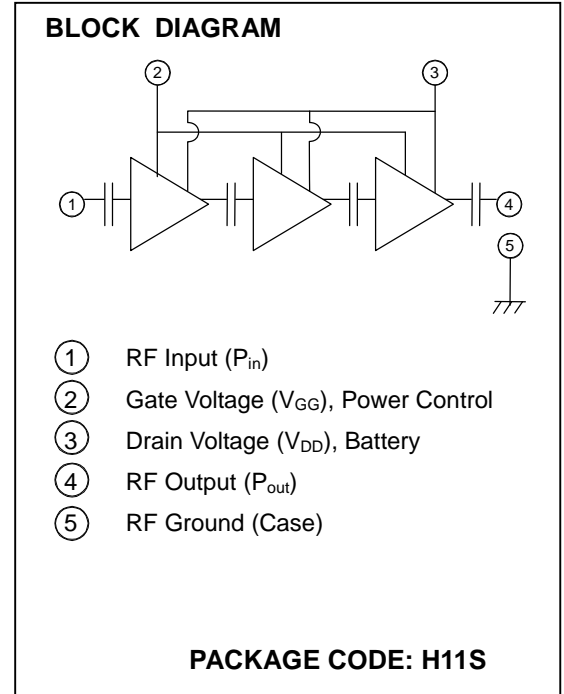 BLOCK DIAGRAM
② ③
① ④
⑤
① RF Input (Pin)
② Gate Voltage (VGG), Power Control
③ Drain Voltage (VDD), Battery
④ RF Output (Pout)
⑤ RF Ground (Case)
PACKAGE CODE: H11S